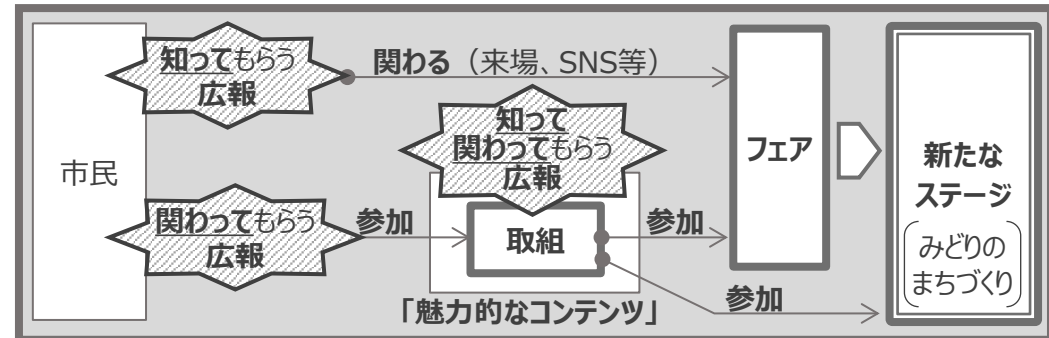 市民
知ってもらう
広報
関わる（来場、SNS等）
知って
関わってもらう
広報
関わってもらう
広報
参加
取組
参加
「魅力的なコンテンツ」
参加
フェア
新たな
ステージ
みどりの
まちづくり